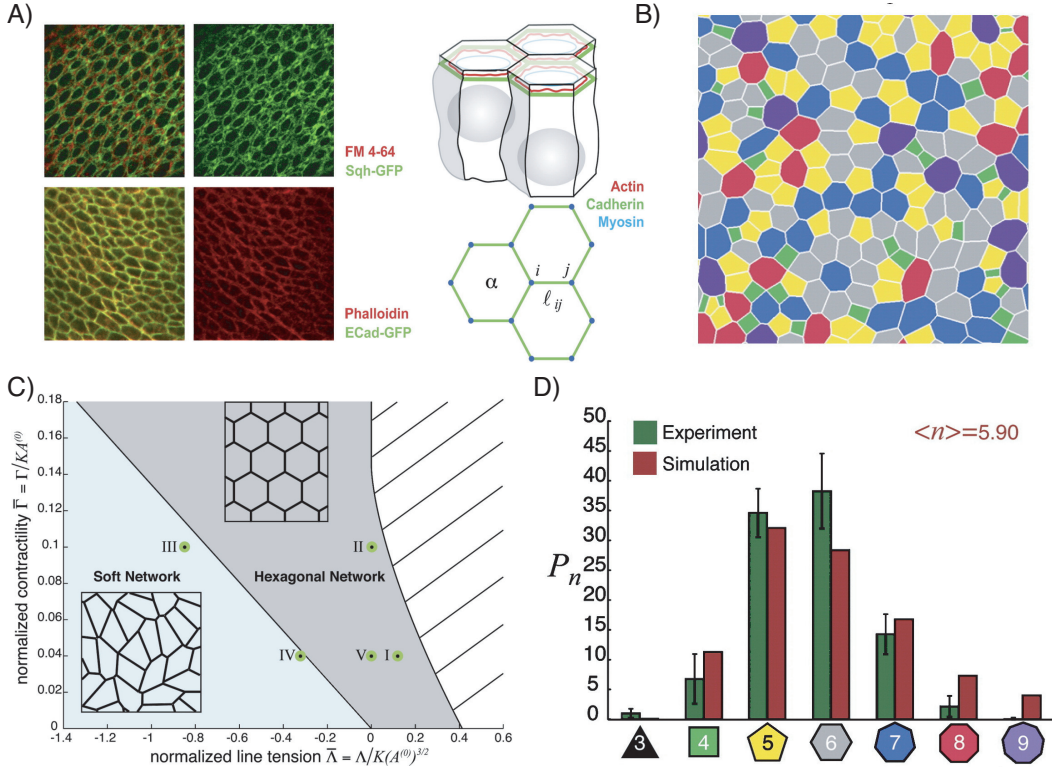 A)
FM 4-64
Sqh-GFP
Phalloidin
ECad-GFP
Actin
Cadherin
Myosin
α
i
j
ℓ ij
B)
C)
normalized contractility Γ̅ = Γ/KA⁽⁰⁾
0.18
0.16
0.14
0.12
0.1
0.08
0.06
0.04
0.02
0
III
II
Soft Network
Hexagonal Network
IV
V
I
-1.4
-1.2
-1
-0.8
-0.6
-0.4
-0.2
0
0.2
0.4
0.6
normalized line tension Λ̅ = Λ/K(A⁽⁰⁾)³ᐟ²
D)
50
45
40
35
30
25
20
15
10
5
0
Pn
Experiment
Simulation
<n>=5.90
3
4
5
6
7
8
9